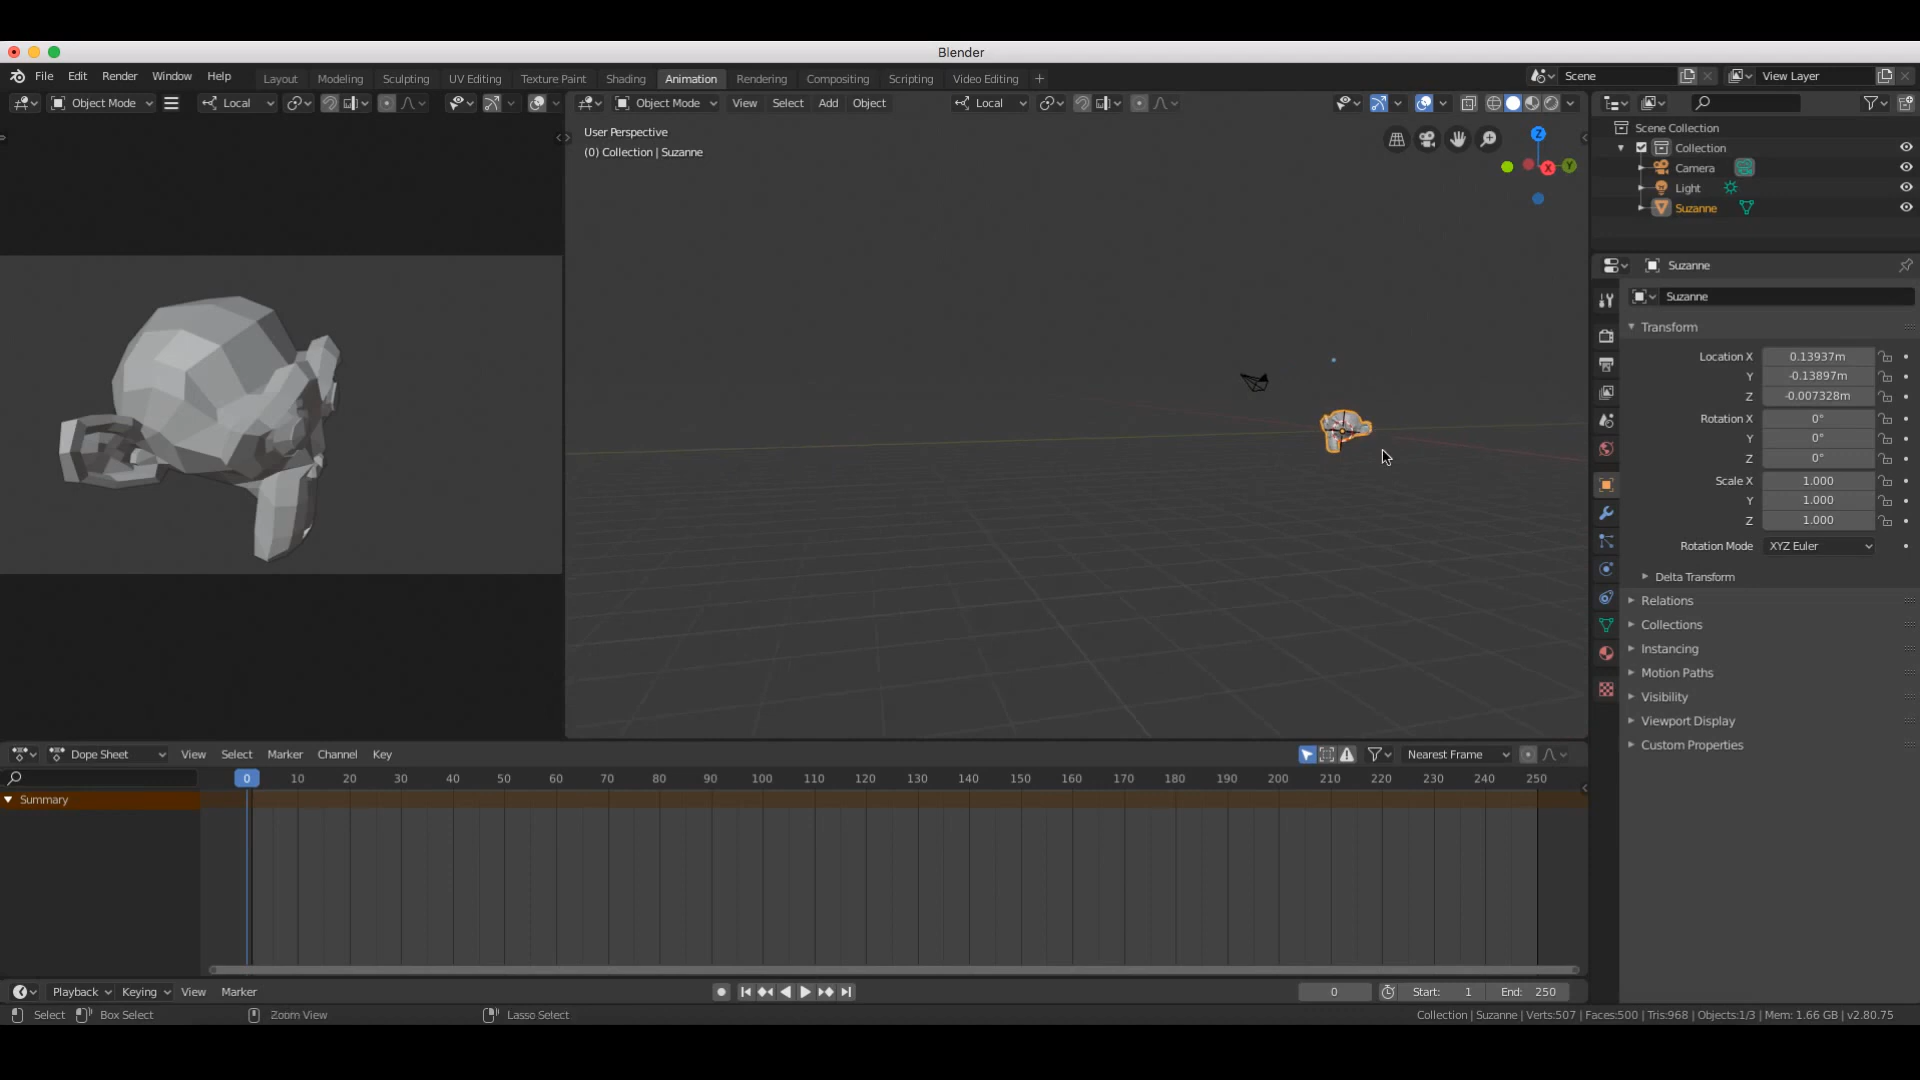 Blender
File Edit Render Window Help Layout Modeling Sculpting UV Editing Texture Paint Shading Animation Rendering Compositing Scripting Video Editing + Scene View Layer
Object Mode Local Object Mode View Select Add Object Local
User Perspective
(0) Collection | Suzanne
Z
X
Y
Scene Collection
Collection
Camera
Light
Suzanne
Suzanne
Suzanne
Transform
Location X 0.13937m
Y -0.13897m
Z -0.007328m
Rotation X 0°
Y 0°
Z 0°
Scale X 1.000
Y 1.000
Z 1.000
Rotation Mode XYZ Euler
Delta Transform
Relations
Collections
Instancing
Motion Paths
Visibility
Viewport Display
Custom Properties
Dope Sheet View Select Marker Channel Key Nearest Frame
0 10 20 30 40 50 60 70 80 90 100 110 120 130 140 150 160 170 180 190 200 210 220 230 240 250
Summary
Playback Keying View Marker 0 Start: 1 End: 250
Select Box Select Zoom View Lasso Select Collection | Suzanne | Verts:507 | Faces:500 | Tris:968 | Objects:1/3 | Mem: 1.66 GB | v2.80.75